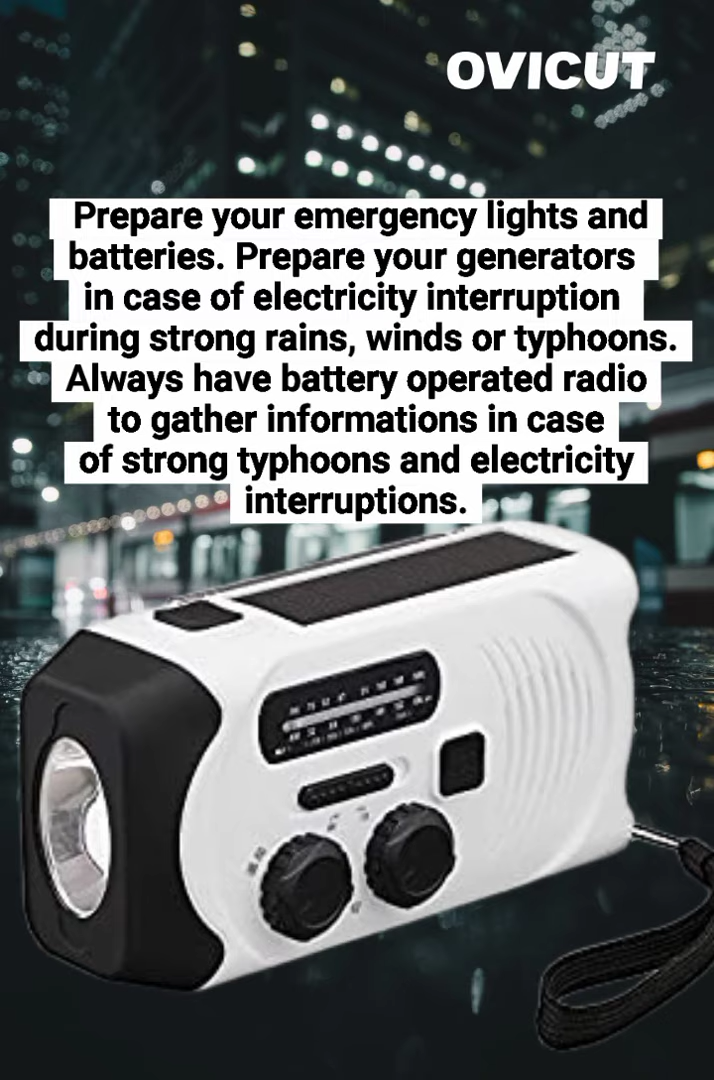 OVICUT
Prepare your emergency lights and
batteries. Prepare your generators
in case of electricity interruption
during strong rains, winds or typhoons.
Always have battery operated radio
to gather informations in case
of strong typhoons and electricity
interruptions.